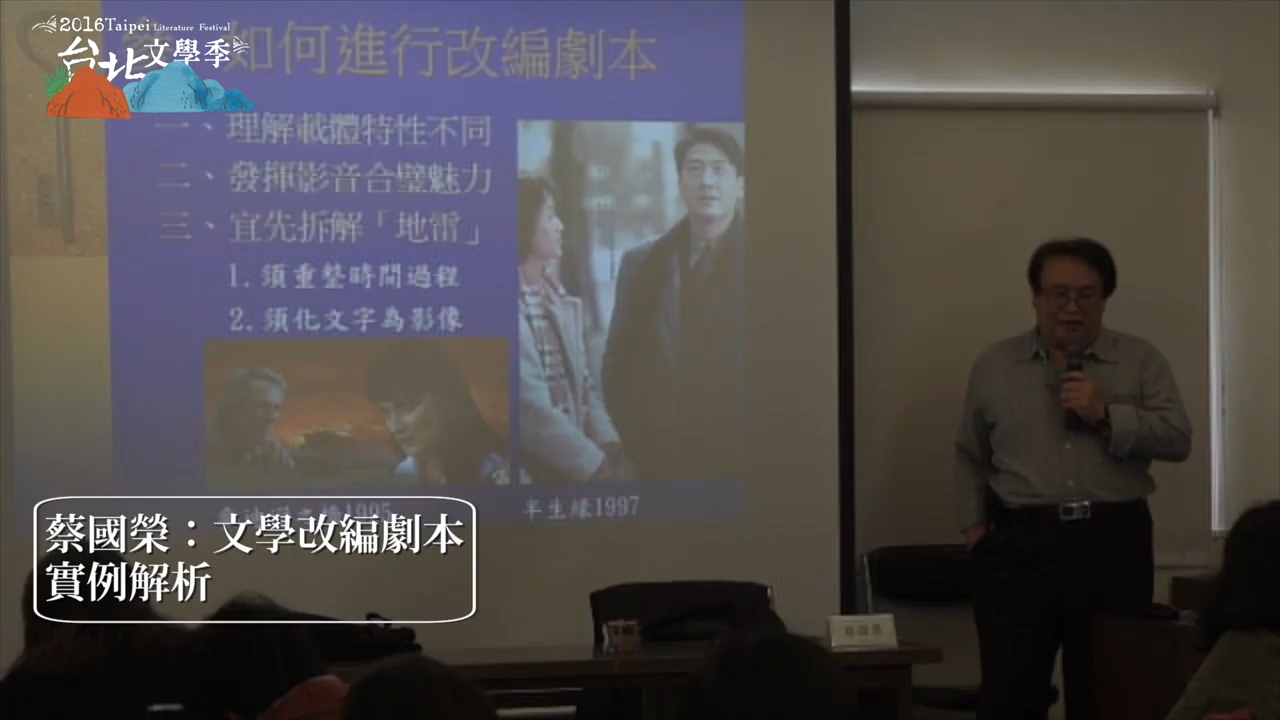 2016Taipei Literature Festival
台北文學季
如何進行改編劇本
一、理解載體特性不同
二、發揮影音合璧魅力
三、宜先拆解「地雷」
1.須重整時間過程
2.須化文字為影像
1995
半生緣1997
蔡國榮：文學改編劇本
實例解析